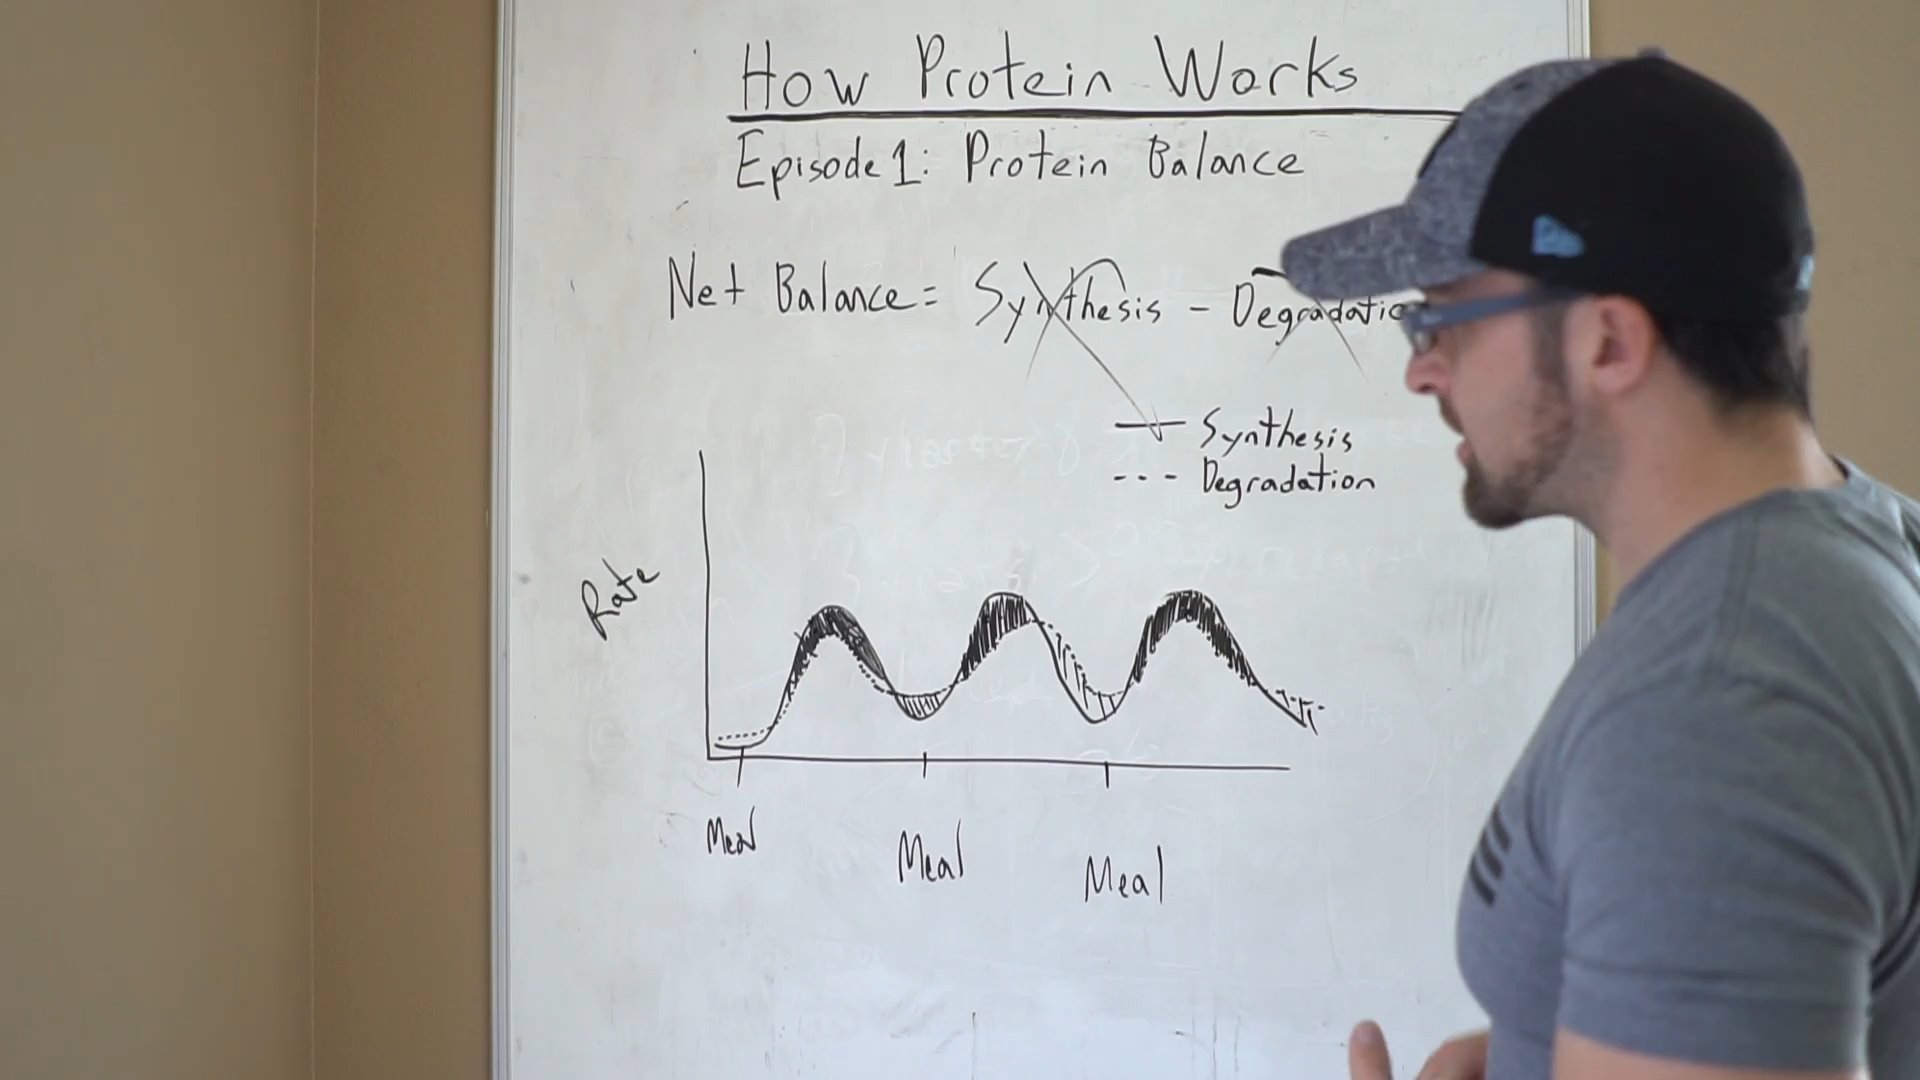 How Protein Works
Episode 1: Protein Balance
Net Balance = Synthesis - Degradatio
Synthesis
Degradation
Rate
Meal
Meal
Meal